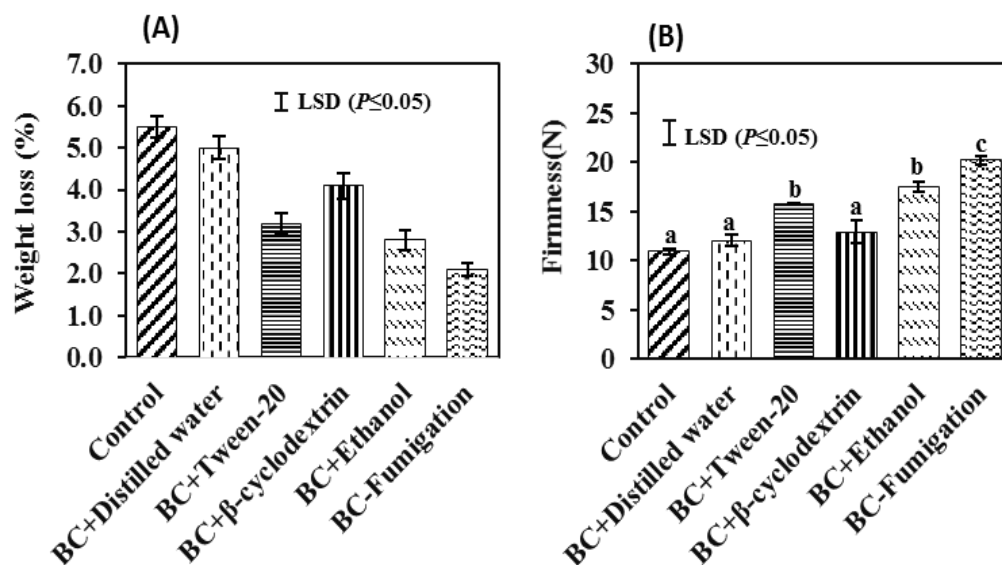 (A)
Weight loss (%)
7.0
6.0
5.0
4.0
3.0
2.0
1.0
0.0
LSD (P≤0.05)
Control
BC+Distilled water
BC+Tween-20
BC+β-cyclodextrin
BC+Ethanol
BC-Fumigation
(B)
Firmness(N)
30
25
20
15
10
5
0
LSD (P≤0.05)
a
a
b
a
b
c
Control
BC+Distilled water
BC+Tween-20
BC+β-cyclodextrin
BC+Ethanol
BC-Fumigation